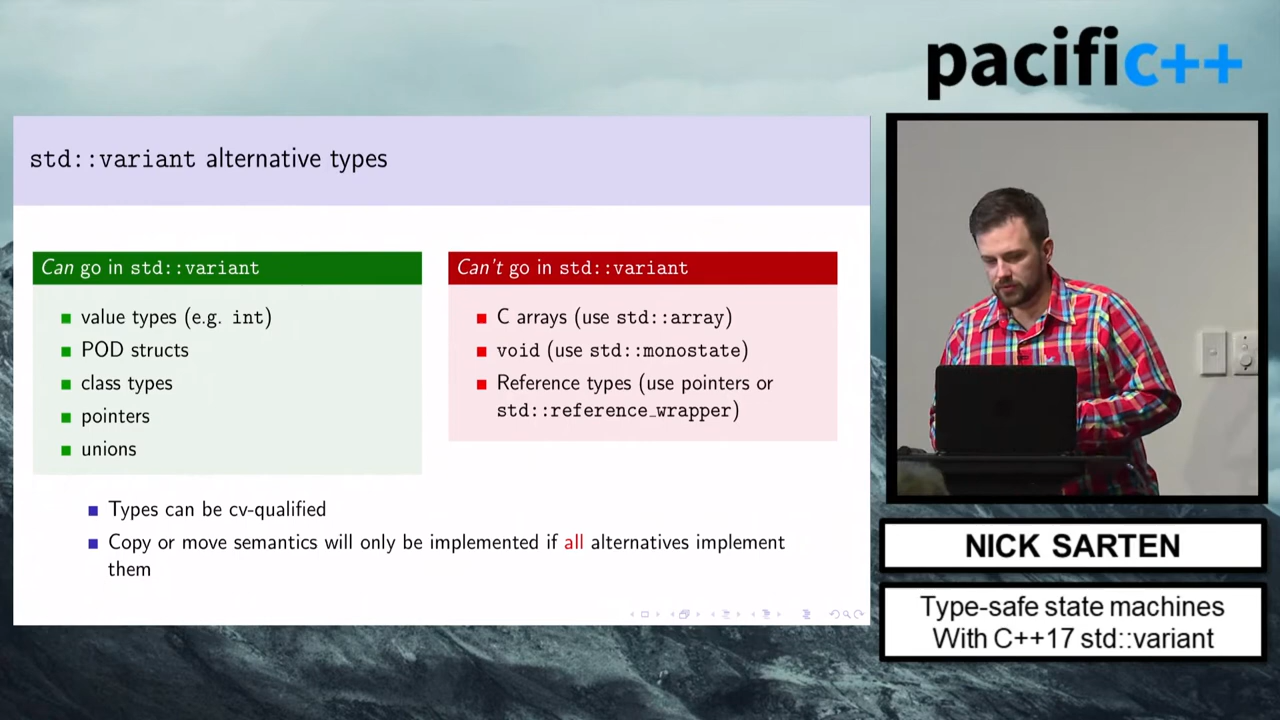 pacific++
std::variant alternative types
Can go in std::variant
value types (e.g. int)
POD structs
class types
pointers
unions
Can't go in std::variant
C arrays (use std::array)
void (use std::monostate)
Reference types (use pointers or
std::reference_wrapper)
Types can be cv-qualified
Copy or move semantics will only be implemented if all alternatives implement
them
NICK SARTEN
Type-safe state machines
With C++17 std::variant